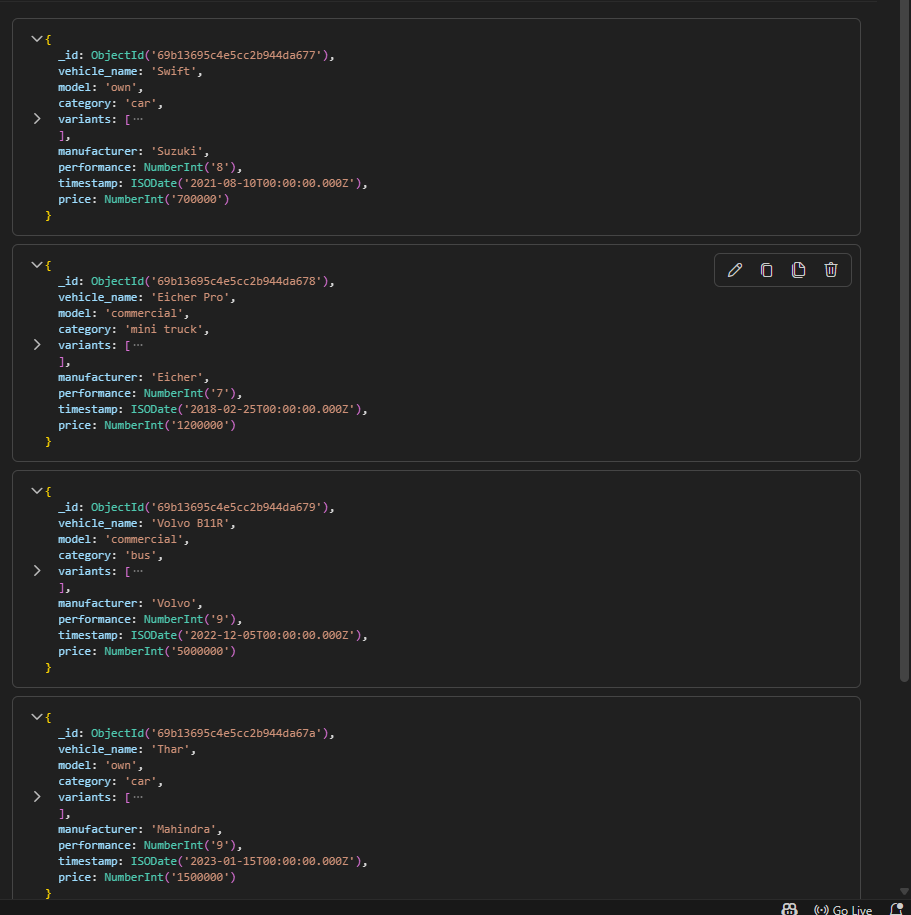 {
_id: ObjectId('69b13695c4e5cc2b944da677'),
vehicle_name: 'Swift',
model: 'own',
category: 'car',
variants: [ ···
],
manufacturer: 'Suzuki',
performance: NumberInt('8'),
timestamp: ISODate('2021-08-10T00:00:00.000Z'),
price: NumberInt('700000')
}
{
_id: ObjectId('69b13695c4e5cc2b944da678'),
vehicle_name: 'Eicher Pro',
model: 'commercial',
category: 'mini truck',
variants: [ ···
],
manufacturer: 'Eicher',
performance: NumberInt('7'),
timestamp: ISODate('2018-02-25T00:00:00.000Z'),
price: NumberInt('1200000')
}
{
_id: ObjectId('69b13695c4e5cc2b944da679'),
vehicle_name: 'Volvo B11R',
model: 'commercial',
category: 'bus',
variants: [ ···
],
manufacturer: 'Volvo',
performance: NumberInt('9'),
timestamp: ISODate('2022-12-05T00:00:00.000Z'),
price: NumberInt('5000000')
}
{
_id: ObjectId('69b13695c4e5cc2b944da67a'),
vehicle_name: 'Thar',
model: 'own',
category: 'car',
variants: [ ···
],
manufacturer: 'Mahindra',
performance: NumberInt('9'),
timestamp: ISODate('2023-01-15T00:00:00.000Z'),
price: NumberInt('1500000')
}
Go Live